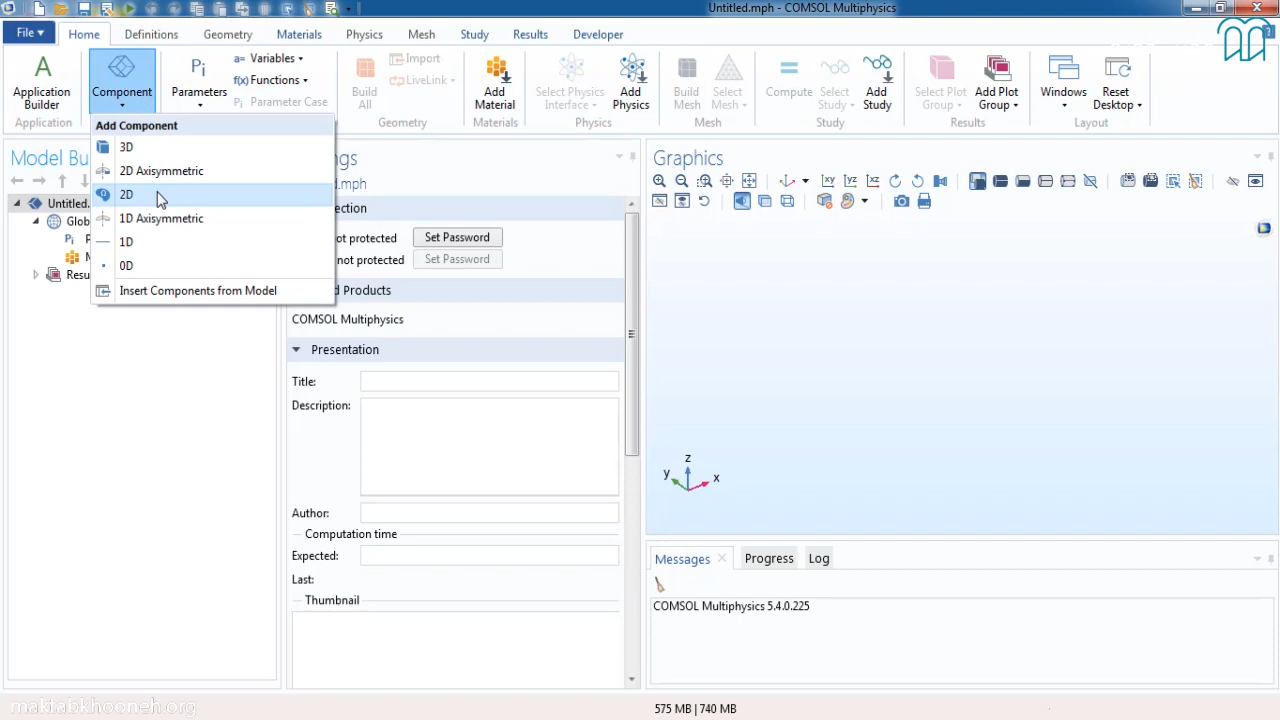 Untitled.mph - COMSOL Multiphysics
File
Home
Definitions
Geometry
Materials
Physics
Mesh
Study
Results
Developer
Application Builder
Component
Pi
Parameters
a= Variables
f(x) Functions
Parameter Case
Build All
Import
LiveLink
Add Material
Select Physics Interface
Add Physics
Build Mesh
Select Mesh
Compute
Select Study
Add Study
Select Plot Group
Add Plot Group
Windows
Reset Desktop
Application
Geometry
Materials
Physics
Mesh
Study
Results
Layout
Add Component
3D
2D Axisymmetric
2D
1D Axisymmetric
1D
0D
Insert Components from Model
Model Bu
Untitled.
Glob
Pi P
M
Resu
ngs
d.mph
ection
ot protected
Set Password
not protected
Set Password
d Products
COMSOL Multiphysics
Presentation
Title:
Description:
Author:
Computation time
Expected:
Last:
Thumbnail
Graphics
xy
yz
xz
z
y
x
Messages
Progress
Log
COMSOL Multiphysics 5.4.0.225
maktabkhooneh.org
575 MB | 740 MB